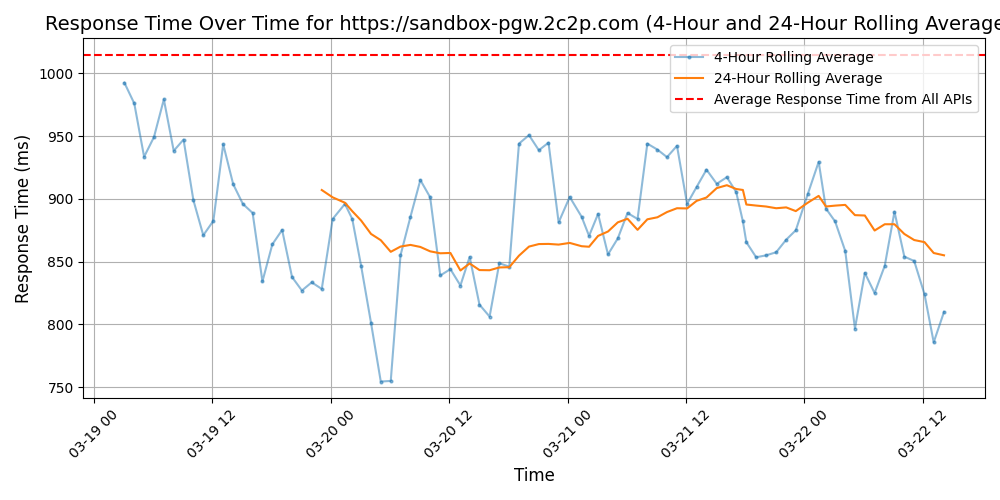 Response Time Over Time for https://sandbox-pgw.2c2p.com (4-Hour and 24-Hour Rolling Average
4-Hour Rolling Average
24-Hour Rolling Average
Average Response Time from All APIs
Response Time (ms)
1000
950
900
850
800
750
03-19 00
03-19 12
03-20 00
03-20 12
03-21 00
03-21 12
03-22 00
03-22 12
Time